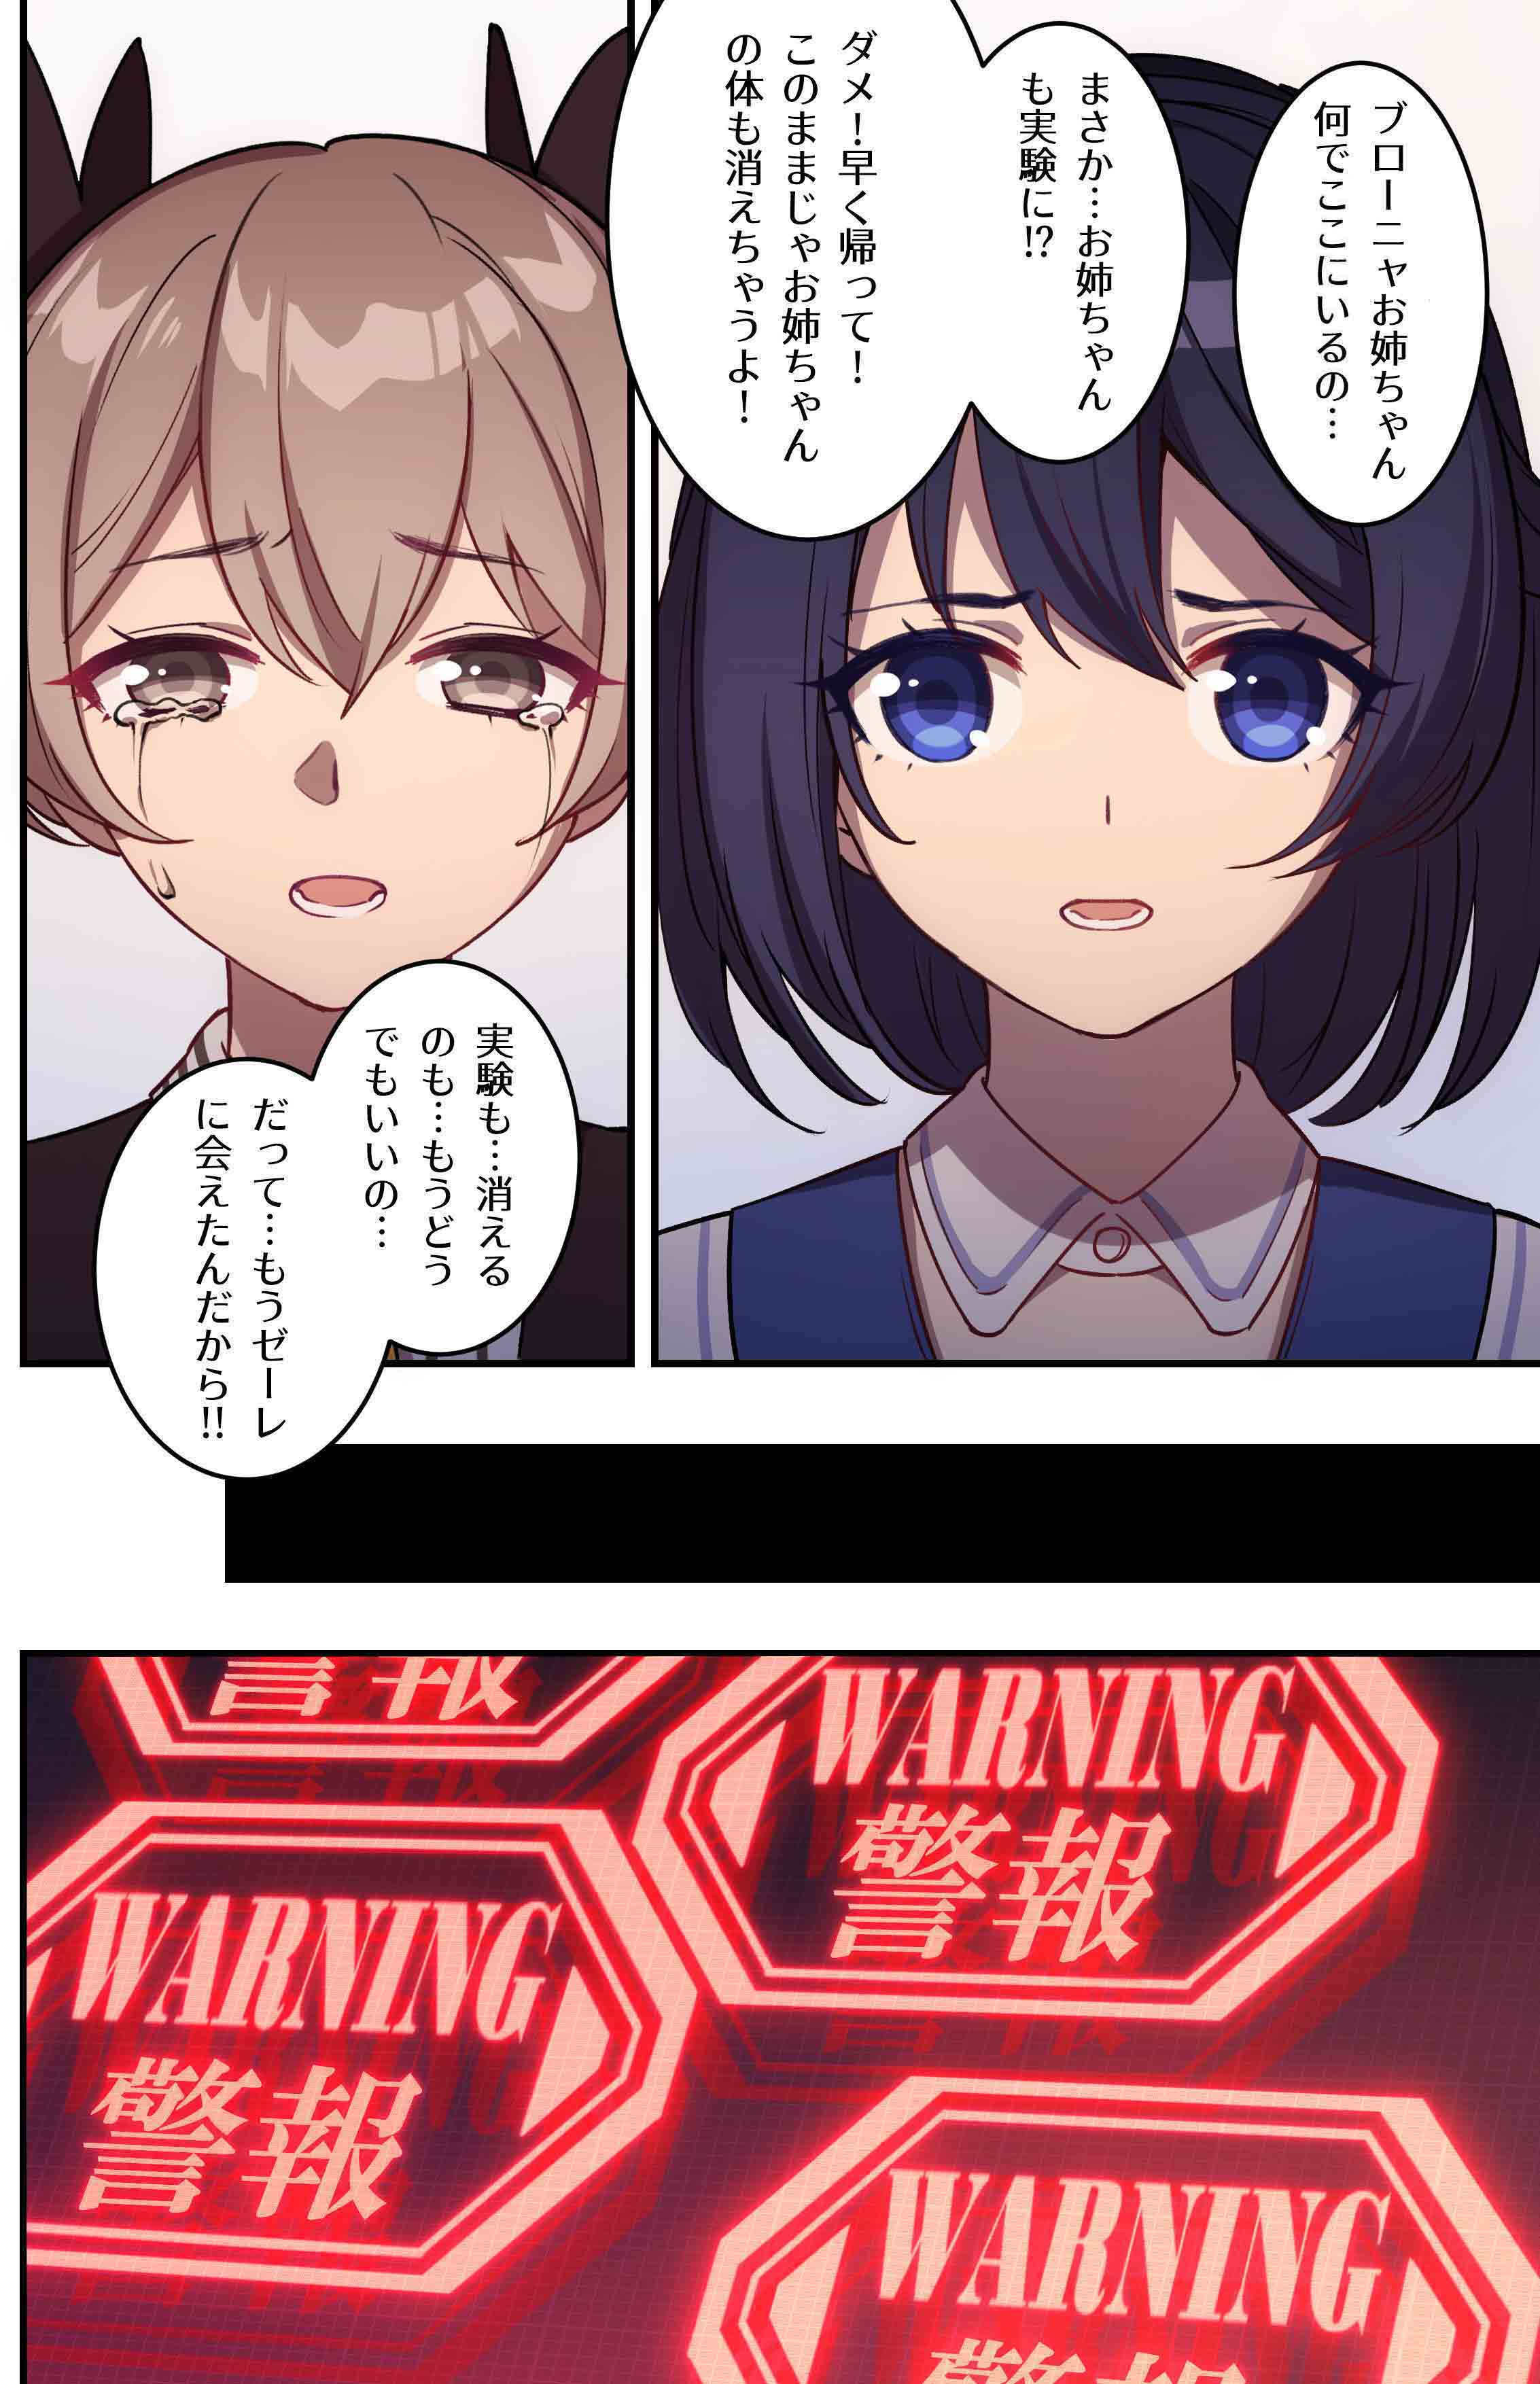 ブローニャお姉ちゃん
何でここにいるの…
まさか…お姉ちゃん
も実験に!?
ダメ！早く帰って！
このままじゃお姉ちゃん
の体も消えちゃうよ！
実験も…消える
のも…もうどう
でもいいの…
だって…もうゼーレ
に会えたんだから!!
警報
WARNING
警報
WARNING
警報
WARNING
警報